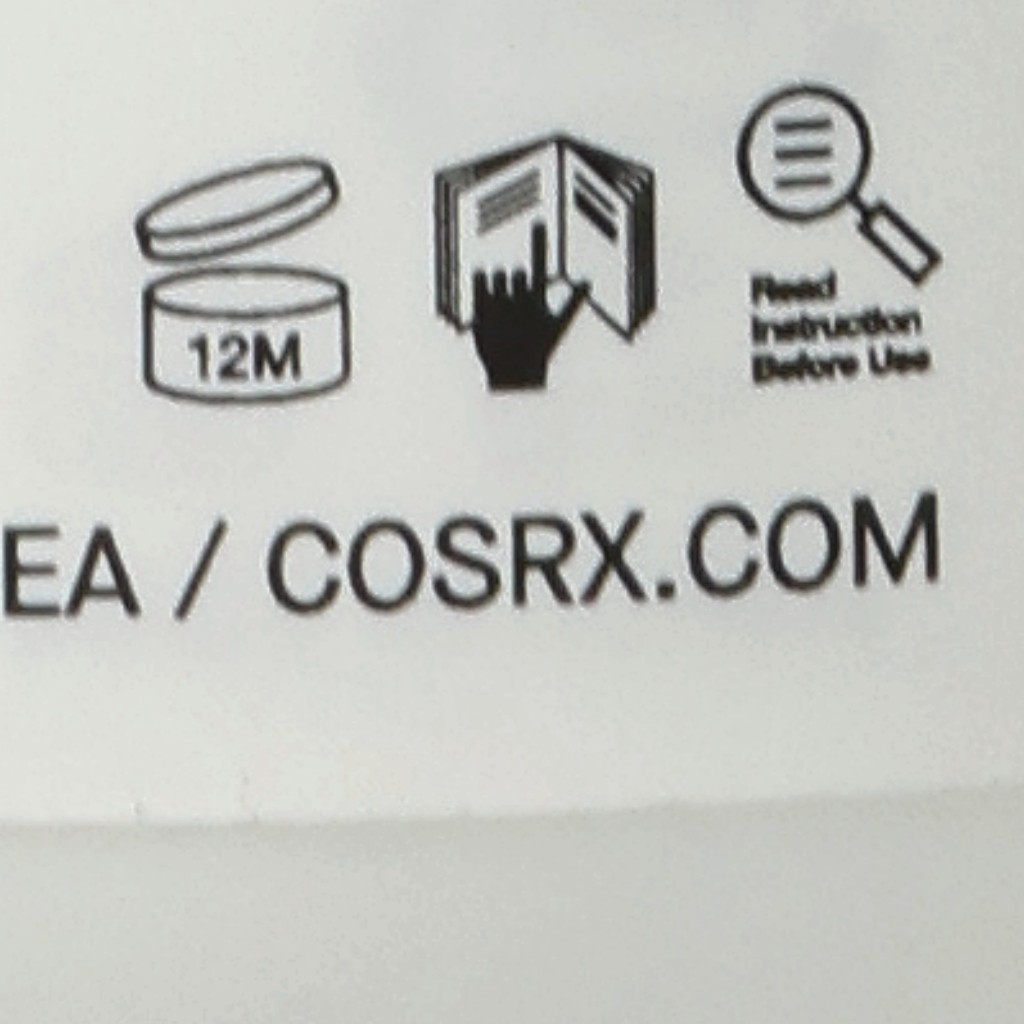 12M
Read
Instruction
Before Use
EA / COSRX.COM